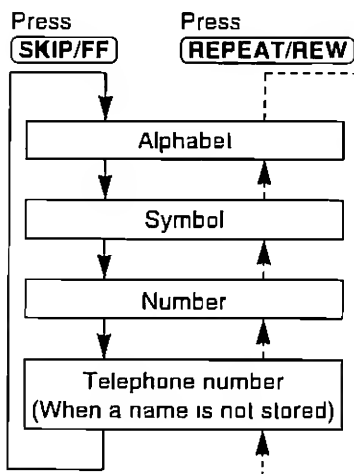 Press
SKIP/FF
Press
REPEAT/REW
Alphabet
Symbol
Number
Telephone number
(When a name is not stored)